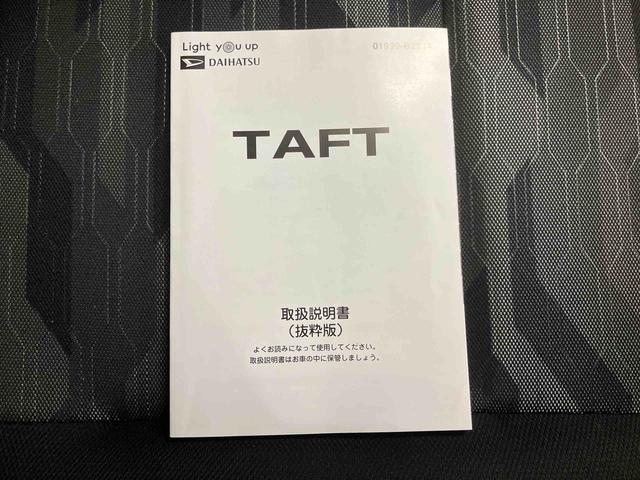 Light you up
DAIHATSU
TAFT
取扱説明書
（抜粋版）
よくお読みになって使用してください。
取扱説明書はお車の中に保管しましょう。